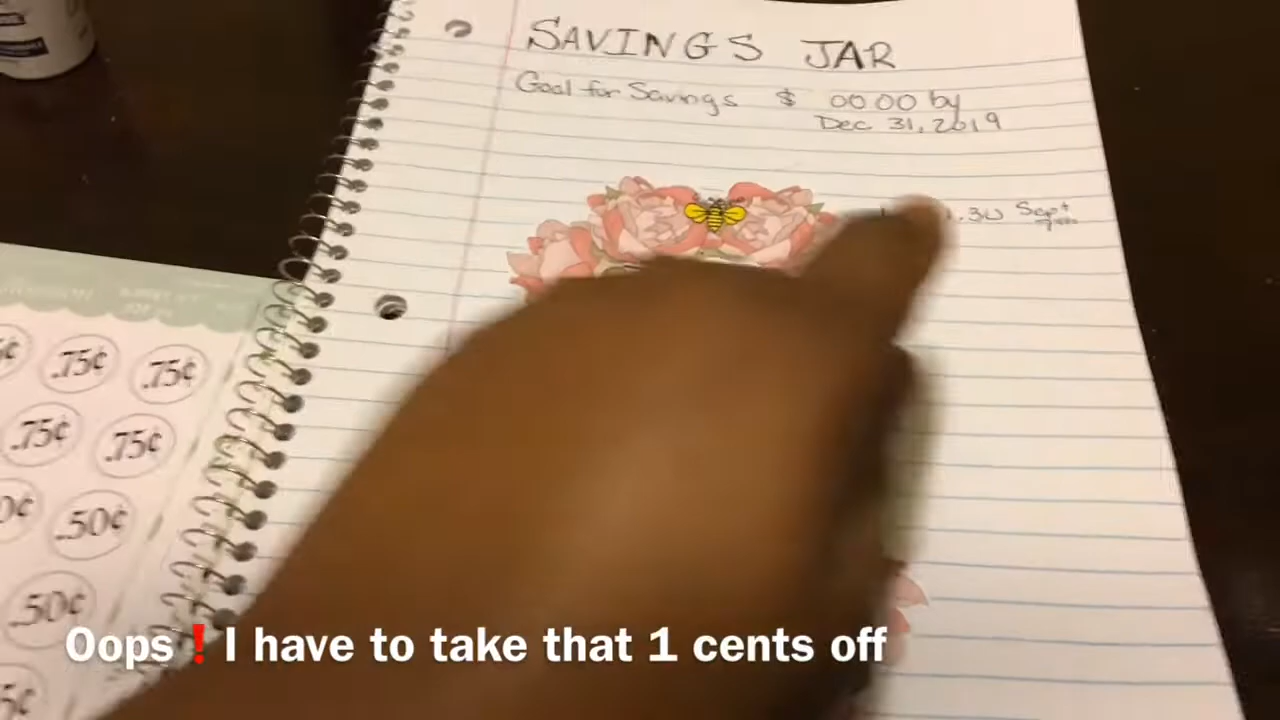 SAVINGS JAR
Goal for Savings $ 00.00 by
Dec 31, 2019
.30 Sept
.75¢ .75¢
.75¢ .75¢
.50¢
.50¢
Oops❗I have to take that 1 cents off